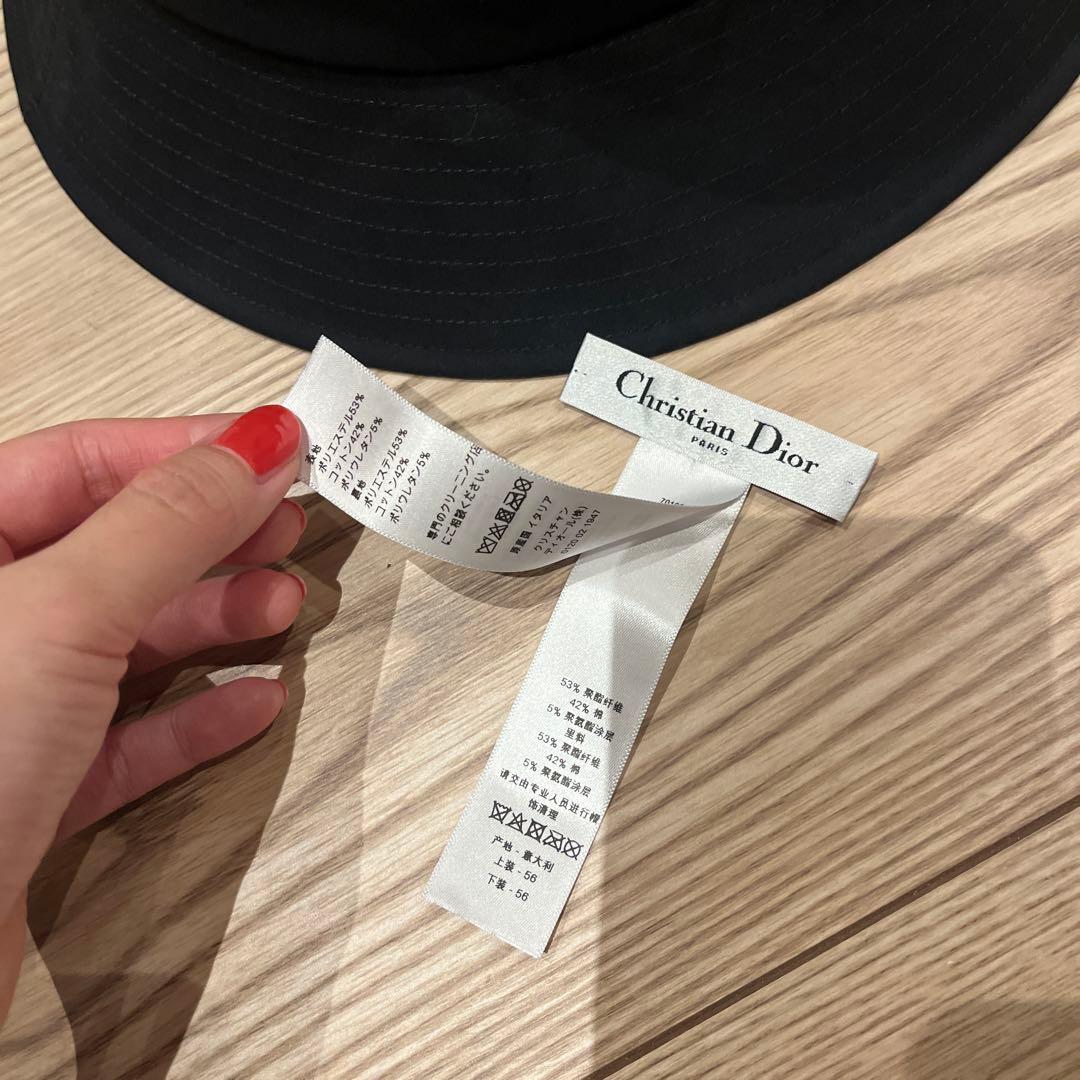 Christian Dior
PARIS
表地
ポリエステル53%
コットン42%
ポリウレタン5%
裏地
ポリエステル53%
コットン42%
ポリウレタン5%
専門のクリーニング店
にご相談ください。
原産国 イタリア
クリスチャン
ディオール(株)
0120 02 1947
53% 聚酯纤维
42% 棉
5% 聚氨酯涂层
里料
53% 聚酯纤维
42% 棉
5% 聚氨酯涂层
请交由专业人员进行帽
饰清理
产地 - 意大利
上装 - 56
下装 - 56